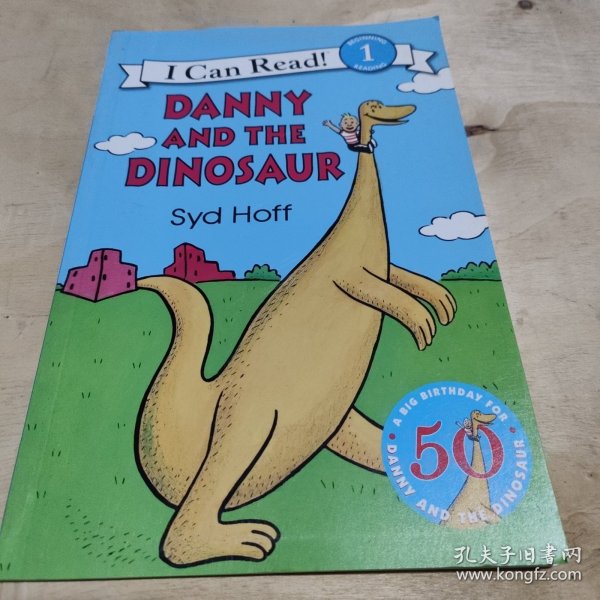 I Can Read!
BEGINNING
1
READING
DANNY
AND THE
DINOSAUR
Syd Hoff
A BIG BIRTHDAY FOR
50
DANNY AND THE DINOSAUR
孔夫子旧书网
www.kongfz.com